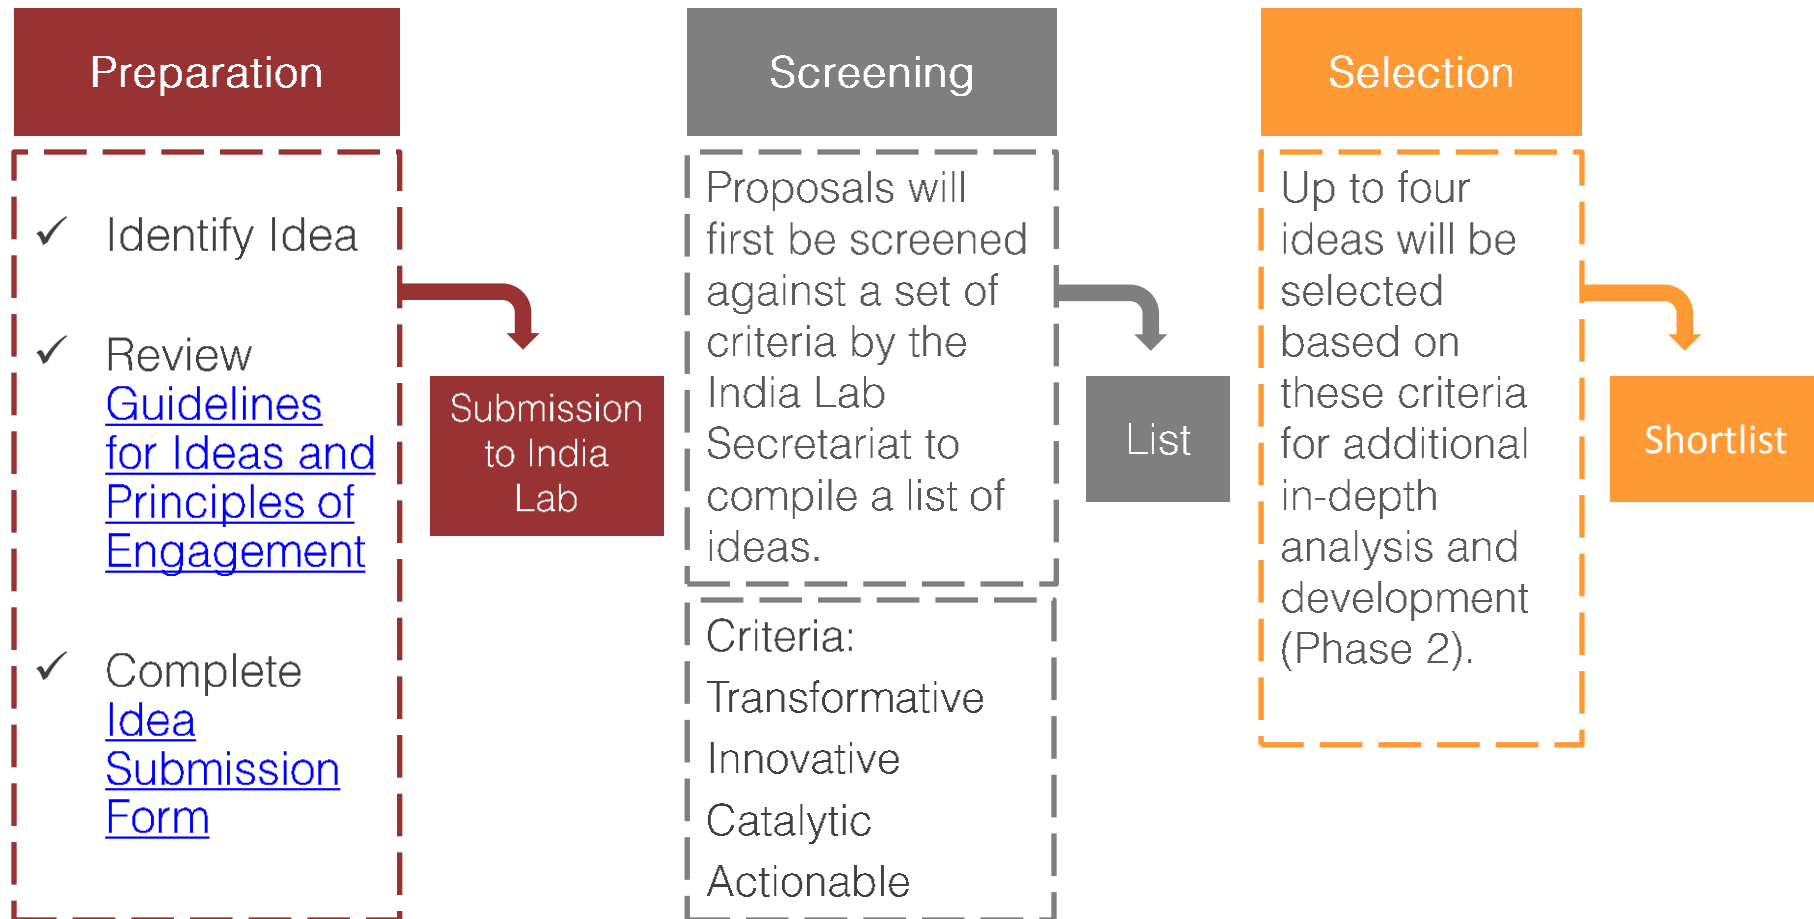 Preparation
✓ Identify Idea
✓ Review
Guidelines
for Ideas and
Principles of
Engagement
✓ Complete
Idea
Submission
Form
Submission
to India
Lab
Screening
Proposals will
first be screened
against a set of
criteria by the
India Lab
Secretariat to
compile a list of
ideas.
Criteria:
Transformative
Innovative
Catalytic
Actionable
List
Selection
Up to four
ideas will be
selected
based on
these criteria
for additional
in-depth
analysis and
development
(Phase 2).
Shortlist